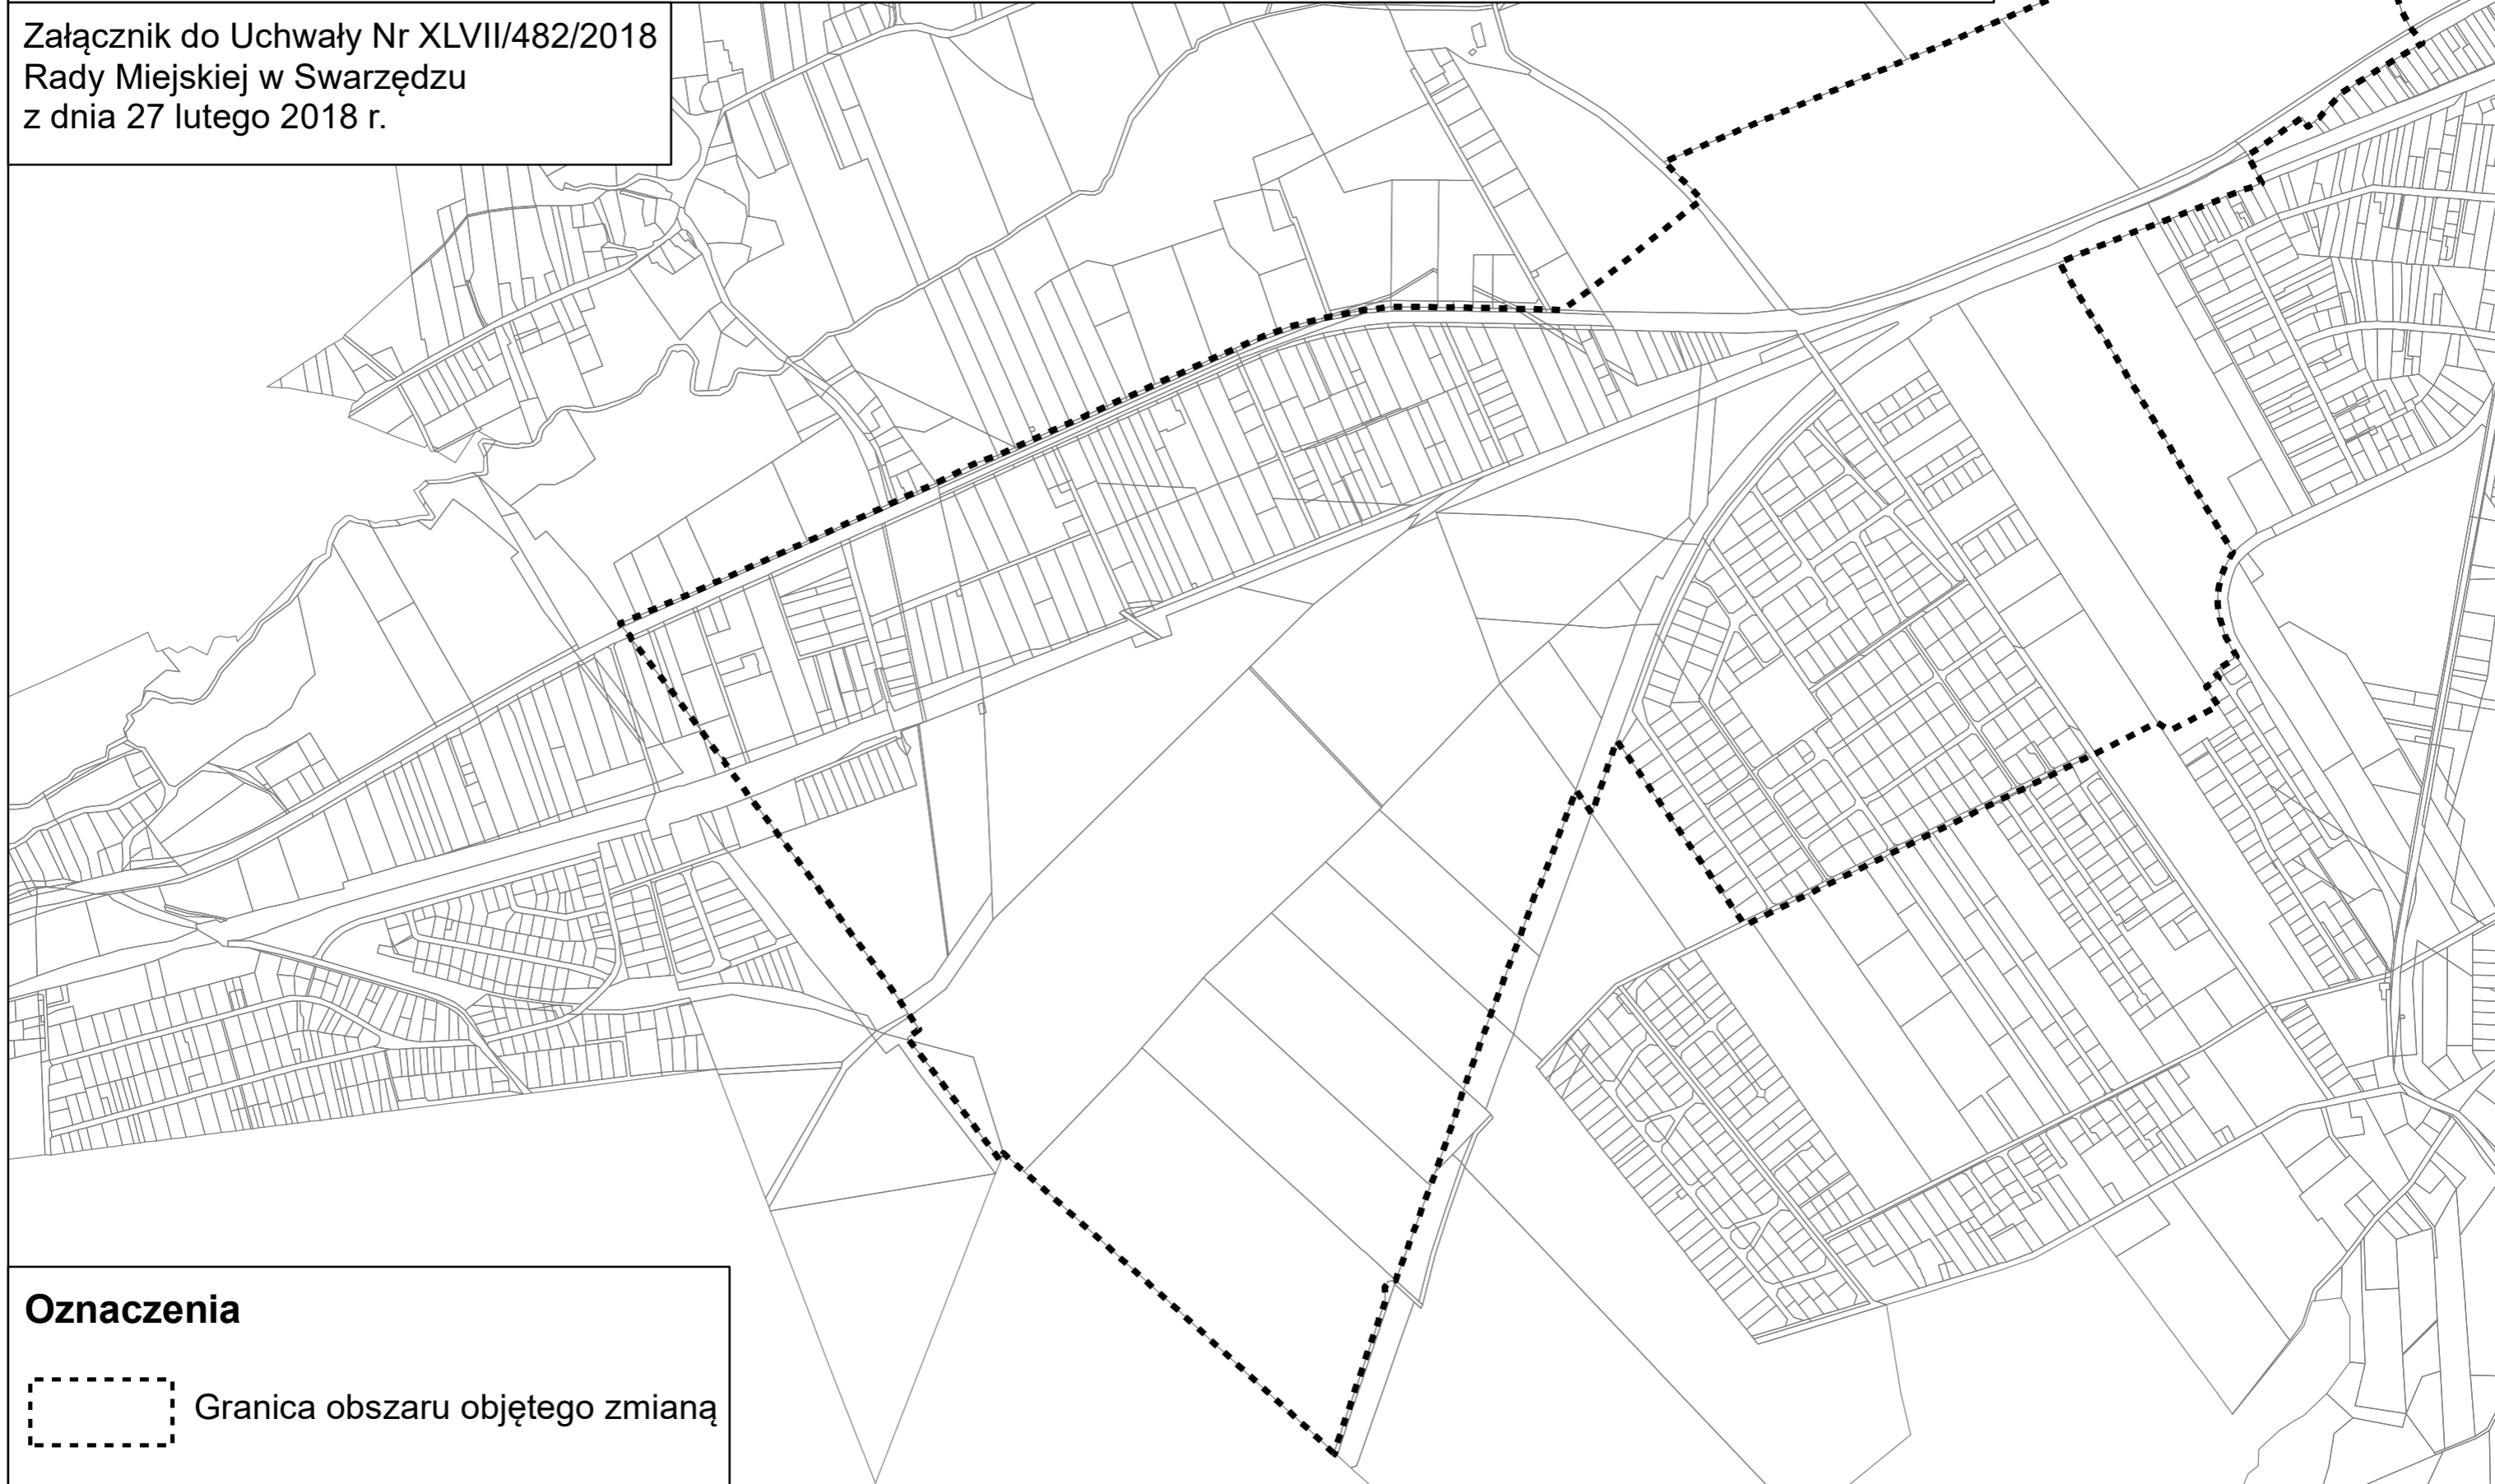 Załącznik do Uchwały Nr XLVII/482/2018
Rady Miejskiej w Swarzędzu
z dnia 27 lutego 2018 r.
Oznaczenia
Granica obszaru objętego zmianą